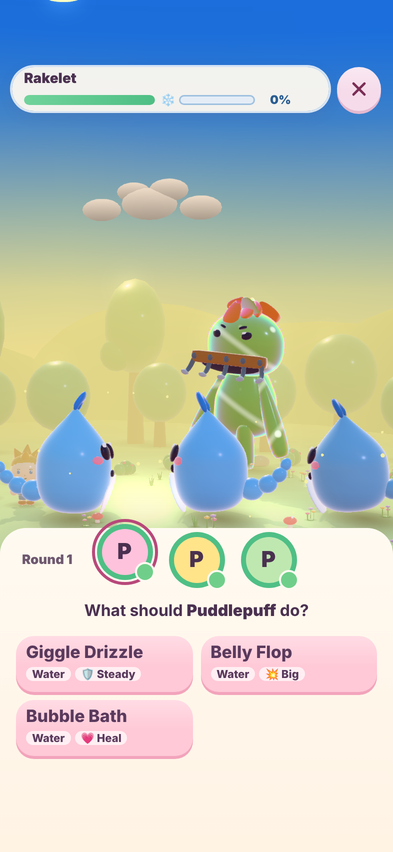 Rakelet
❄️ 0%
✕
Round 1
P
P
P
What should Puddlepuff do?
Giggle Drizzle
Water 🛡️ Steady
Belly Flop
Water 💥 Big
Bubble Bath
Water 💗 Heal